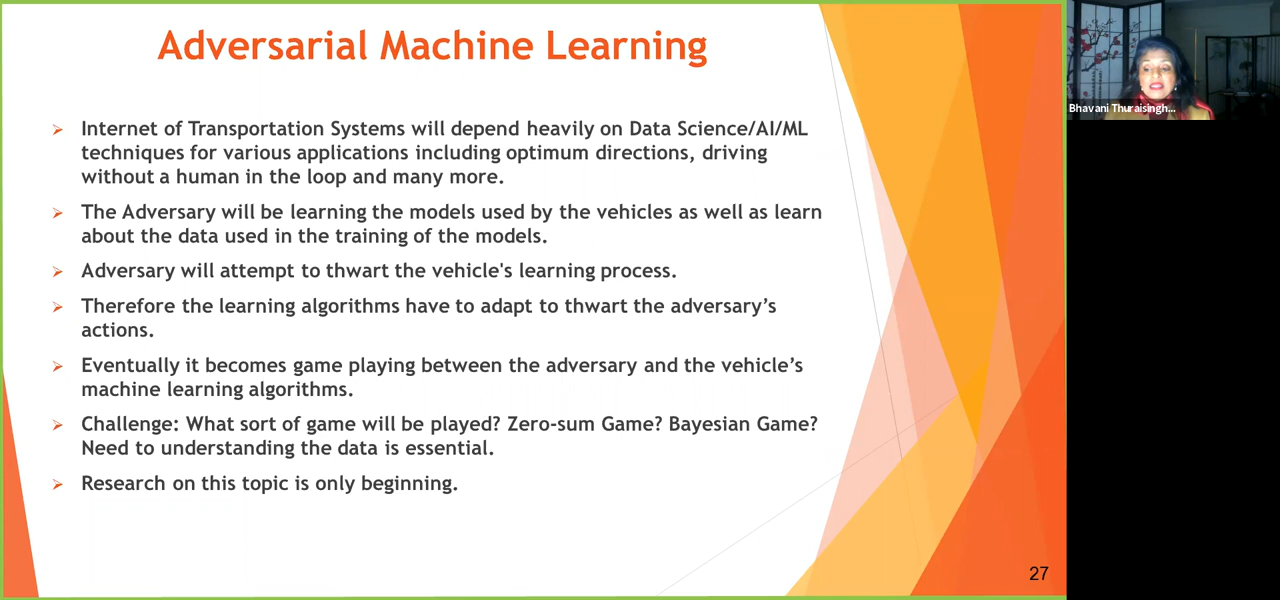 Adversarial Machine Learning
Internet of Transportation Systems will depend heavily on Data Science/AI/ML
techniques for various applications including optimum directions, driving
without a human in the loop and many more.
The Adversary will be learning the models used by the vehicles as well as learn
about the data used in the training of the models.
Adversary will attempt to thwart the vehicle's learning process.
Therefore the learning algorithms have to adapt to thwart the adversary’s
actions.
Eventually it becomes game playing between the adversary and the vehicle’s
machine learning algorithms.
Challenge: What sort of game will be played? Zero-sum Game? Bayesian Game?
Need to understanding the data is essential.
Research on this topic is only beginning.
27
Bhavani Thuraisingh...